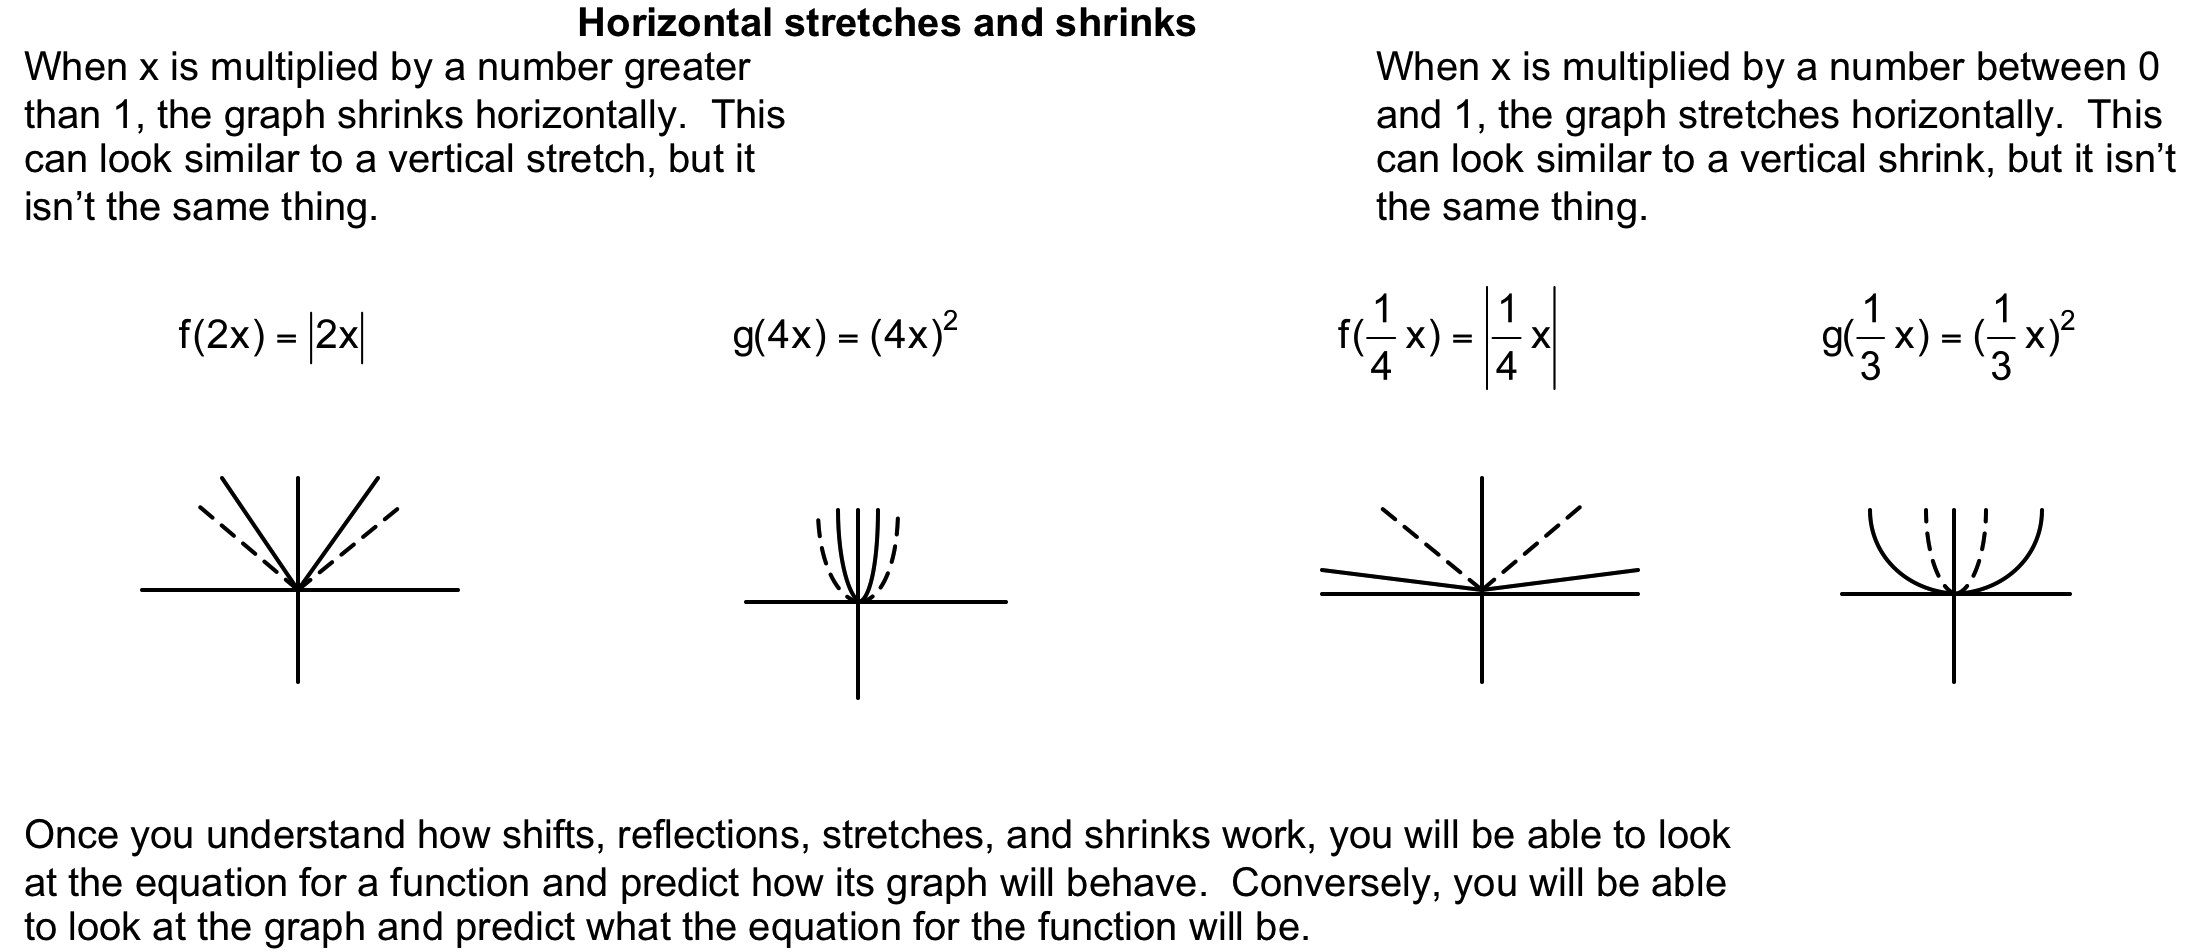 Horizontal stretches and shrinks
When x is multiplied by a number greater
than 1, the graph shrinks horizontally.  This
can look similar to a vertical stretch, but it
isn’t the same thing.
When x is multiplied by a number between 0
and 1, the graph stretches horizontally.  This
can look similar to a vertical shrink, but it isn’t
the same thing.
f(2x) = |2x|
g(4x) = (4x)²
f(1/4 x) = |1/4 x|
g(1/3 x) = (1/3 x)²
Once you understand how shifts, reflections, stretches, and shrinks work, you will be able to look
at the equation for a function and predict how its graph will behave.  Conversely, you will be able
to look at the graph and predict what the equation for the function will be.